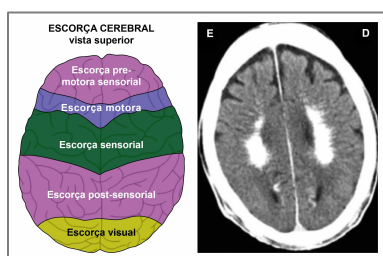 ESCORÇA CEREBRAL
vista superior
Escorça pre-
motora sensorial
Escorça motora
Escorça sensorial
Escorça post-sensorial
Escorça visual
E
D